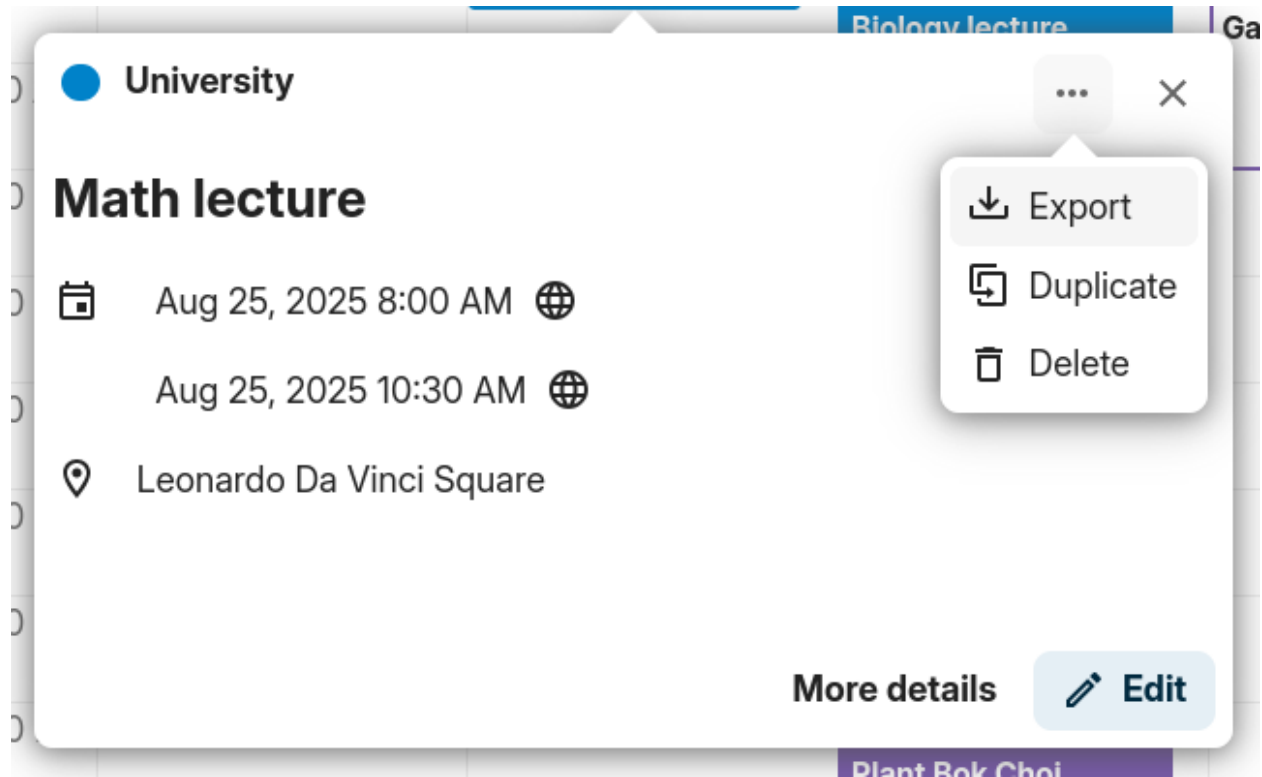 Biology lecture
Ga
University
Math lecture
Export
Duplicate
Delete
Aug 25, 2025 8:00 AM
Aug 25, 2025 10:30 AM
Leonardo Da Vinci Square
More details
Edit
Plant Bok Choi